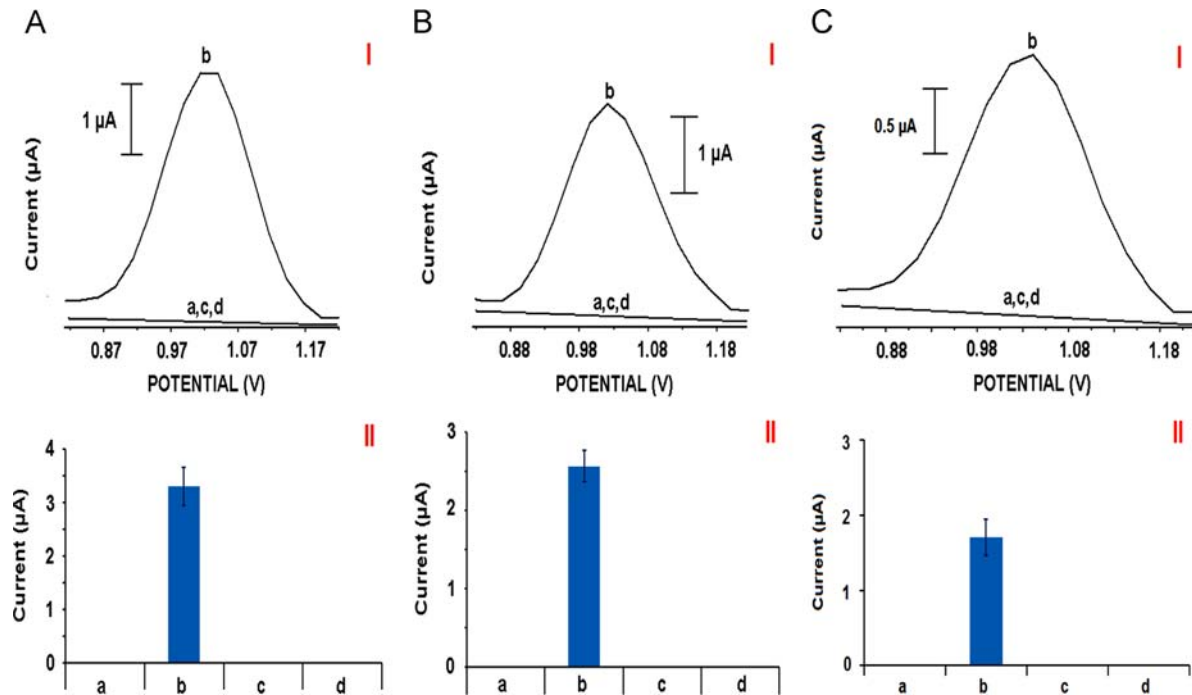 A
I
b
1 µA
Current (µA)
a,c,d
0.87 0.97 1.07 1.17
POTENTIAL (V)
B
I
b
1 µA
Current (µA)
a,c,d
0.88 0.98 1.08 1.18
POTENTIAL (V)
C
I
b
0.5 µA
Current (µA)
a,c,d
0.88 0.98 1.08 1.18
POTENTIAL (V)
II
Current (µA)
4
3
2
1
0
a b c d
II
Current (µA)
3
2
1
0
a b c d
II
Current (µA)
3
2
1
0
a b c d